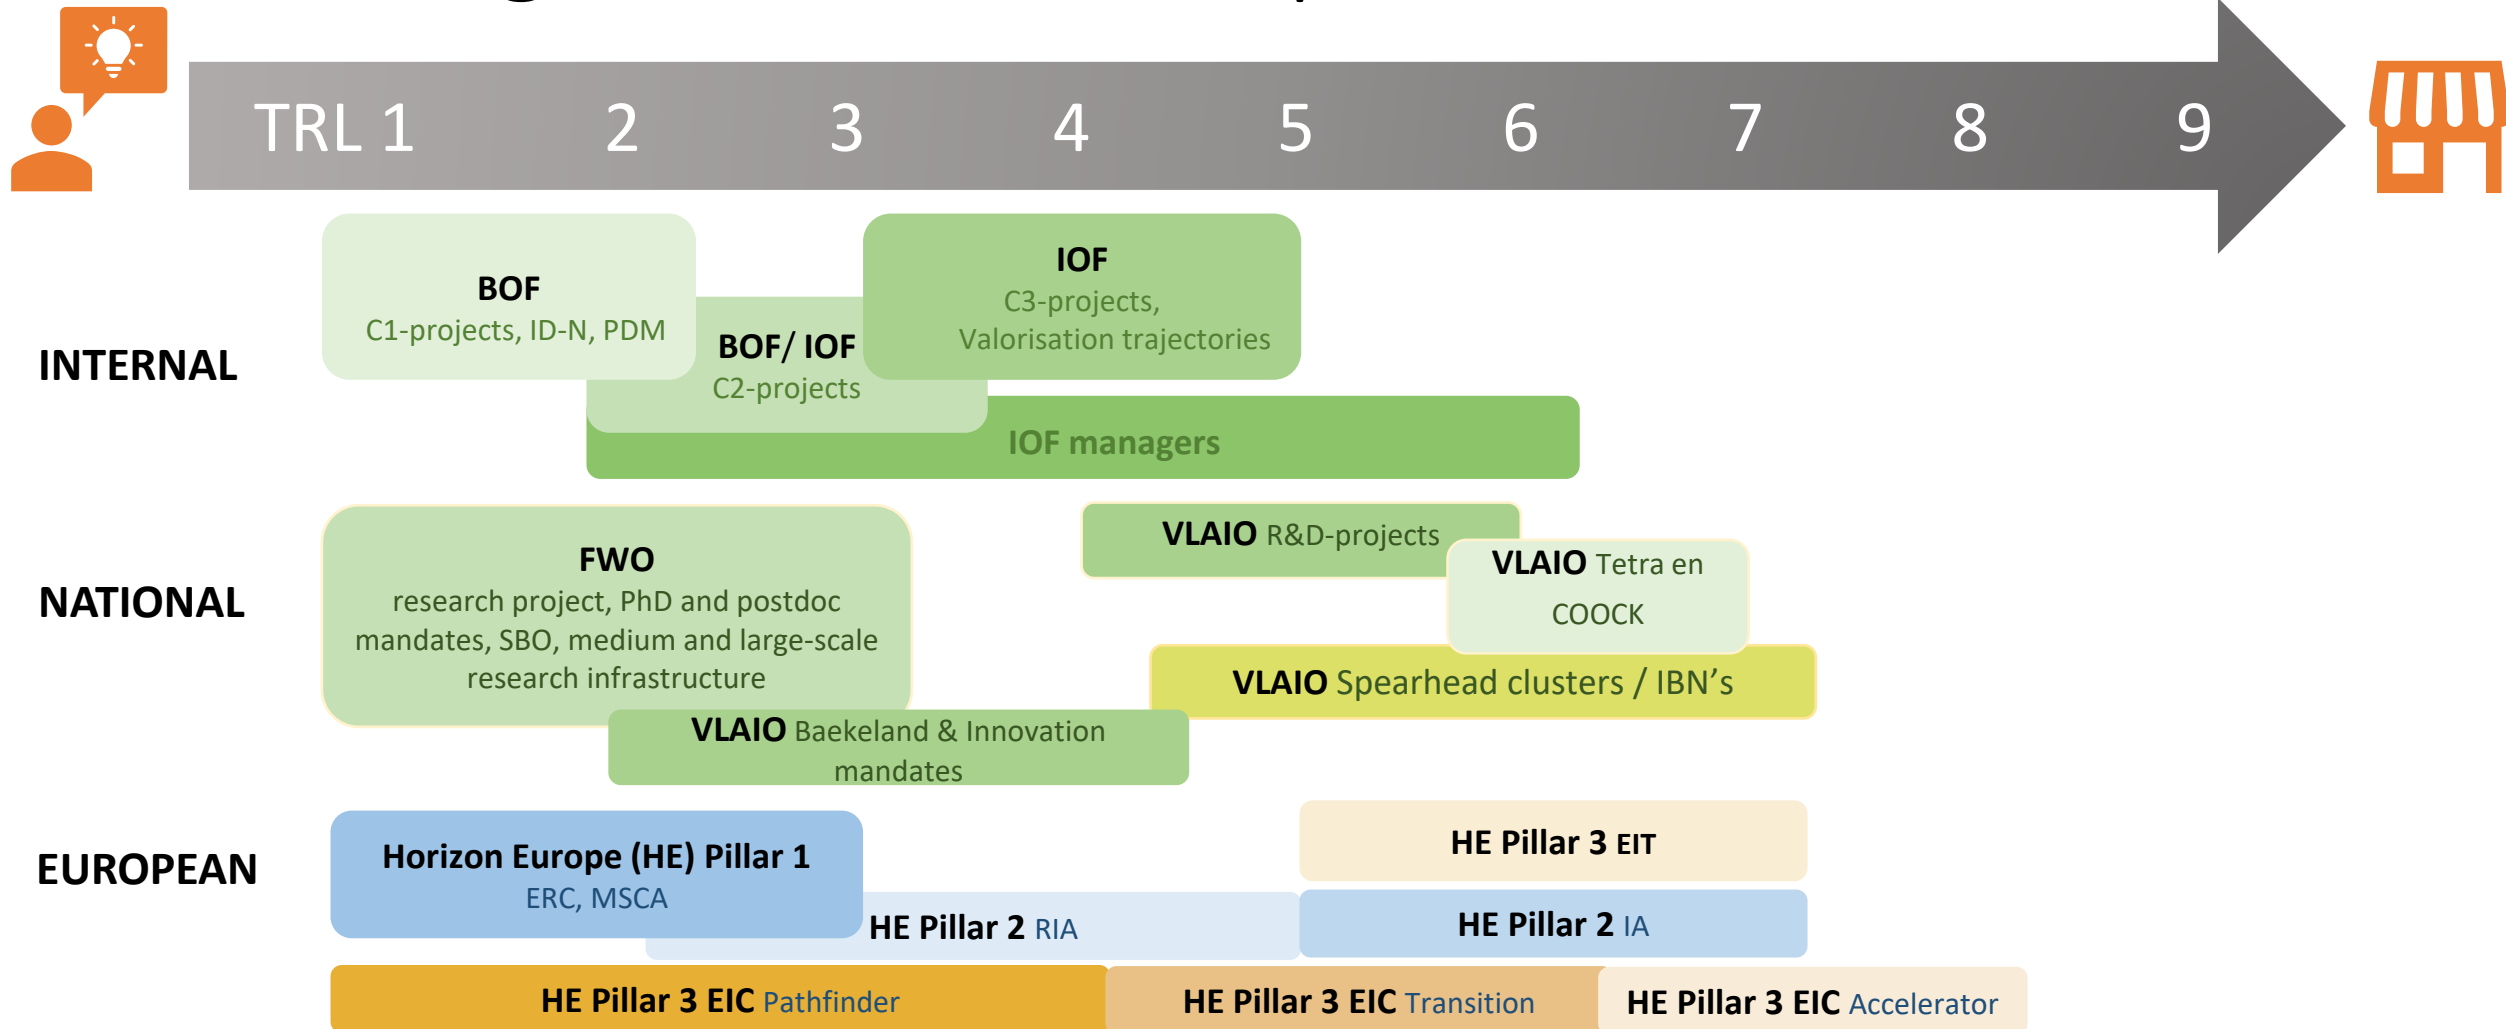 TRL 1 2 3 4 5 6 7 8 9
INTERNAL
BOF
C1-projects, ID-N, PDM
BOF/ IOF
C2-projects
IOF
C3-projects,
Valorisation trajectories
IOF managers
NATIONAL
FWO
research project, PhD and postdoc
mandates, SBO, medium and large-scale
research infrastructure
VLAIO R&D-projects
VLAIO Tetra en
COOCK
VLAIO Spearhead clusters / IBN’s
VLAIO Baekeland & Innovation
mandates
EUROPEAN
Horizon Europe (HE) Pillar 1
ERC, MSCA
HE Pillar 3 EIT
HE Pillar 2 RIA
HE Pillar 2 IA
HE Pillar 3 EIC Pathfinder
HE Pillar 3 EIC Transition
HE Pillar 3 EIC Accelerator